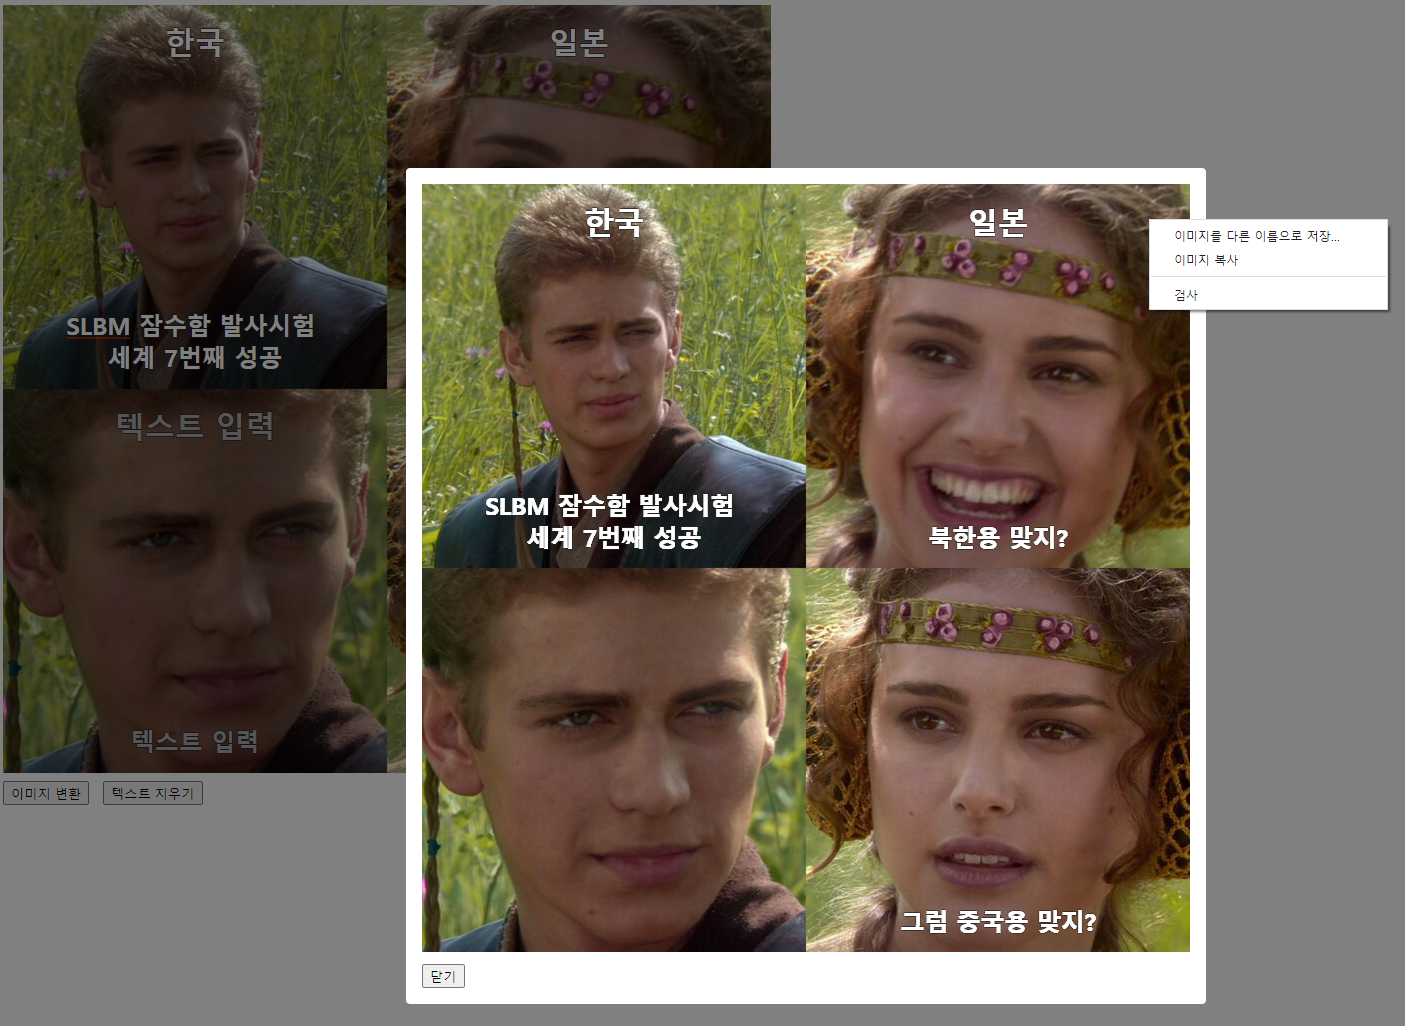 한국
일본
SLBM 잠수함 발사시험
세계 7번째 성공
텍스트 입력
텍스트 입력
이미지 변환
텍스트 지우기
한국
일본
SLBM 잠수함 발사시험
세계 7번째 성공
북한용 맞지?
그럼 중국용 맞지?
닫기
이미지를 다른 이름으로 저장...
이미지 복사
검사